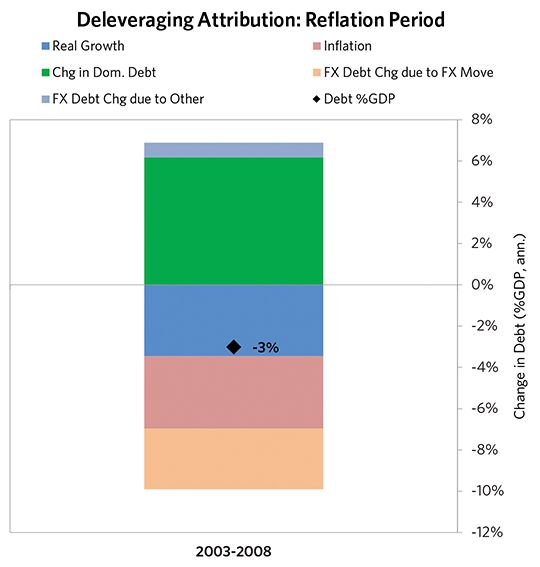 Deleveraging Attribution: Reflation Period
Real Growth
Inflation
Chg in Dom. Debt
FX Debt Chg due to FX Move
FX Debt Chg due to Other
Debt %GDP
8%
6%
4%
2%
0%
-2%
-4%
-6%
-8%
-10%
-12%
Change in Debt (%GDP, ann.)
-3%
2003-2008